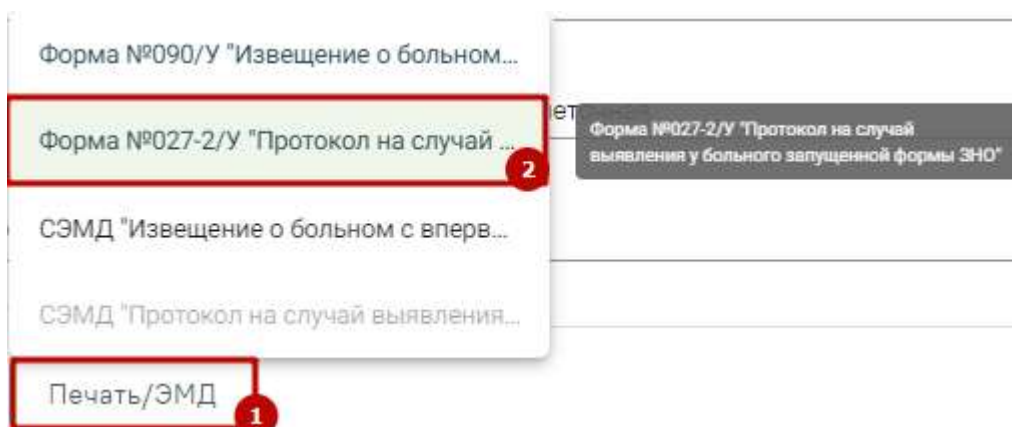 Форма №090/У "Извещение о больном...
Форма №027-2/У "Протокол на случай ...
2
Форма №027-2/У "Протокол на случай
выявления у больного запущенной формы ЗНО"
СЭМД "Извещение о больном с вперв...
СЭМД "Протокол на случай выявления...
Печать/ЭМД
1